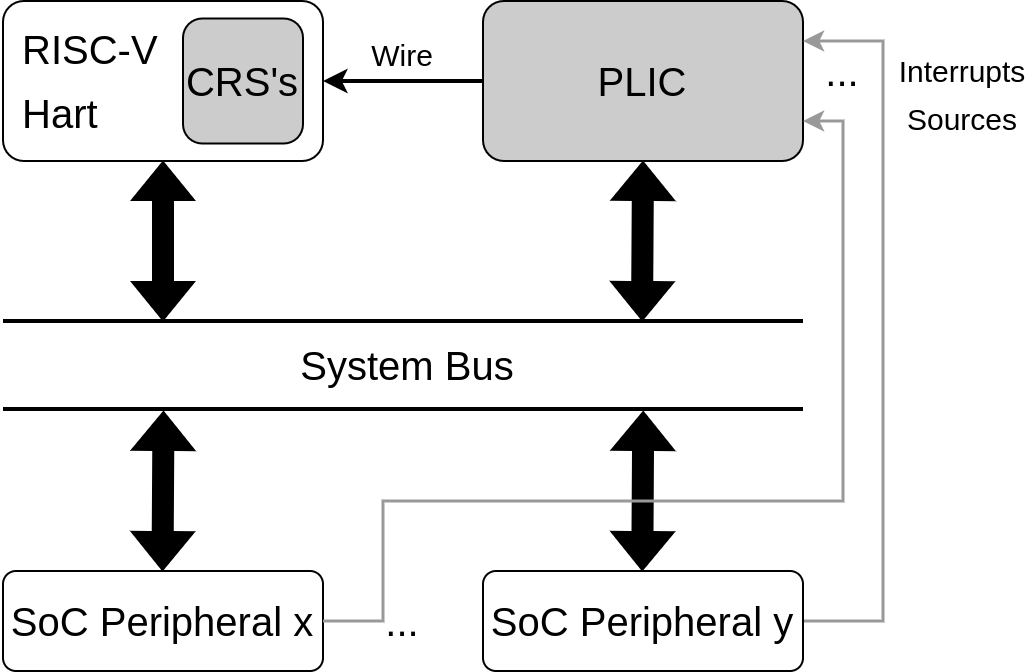 RISC-V
Hart
CRS's
Wire
PLIC
...
Interrupts
Sources
System Bus
SoC Peripheral x
...
SoC Peripheral y